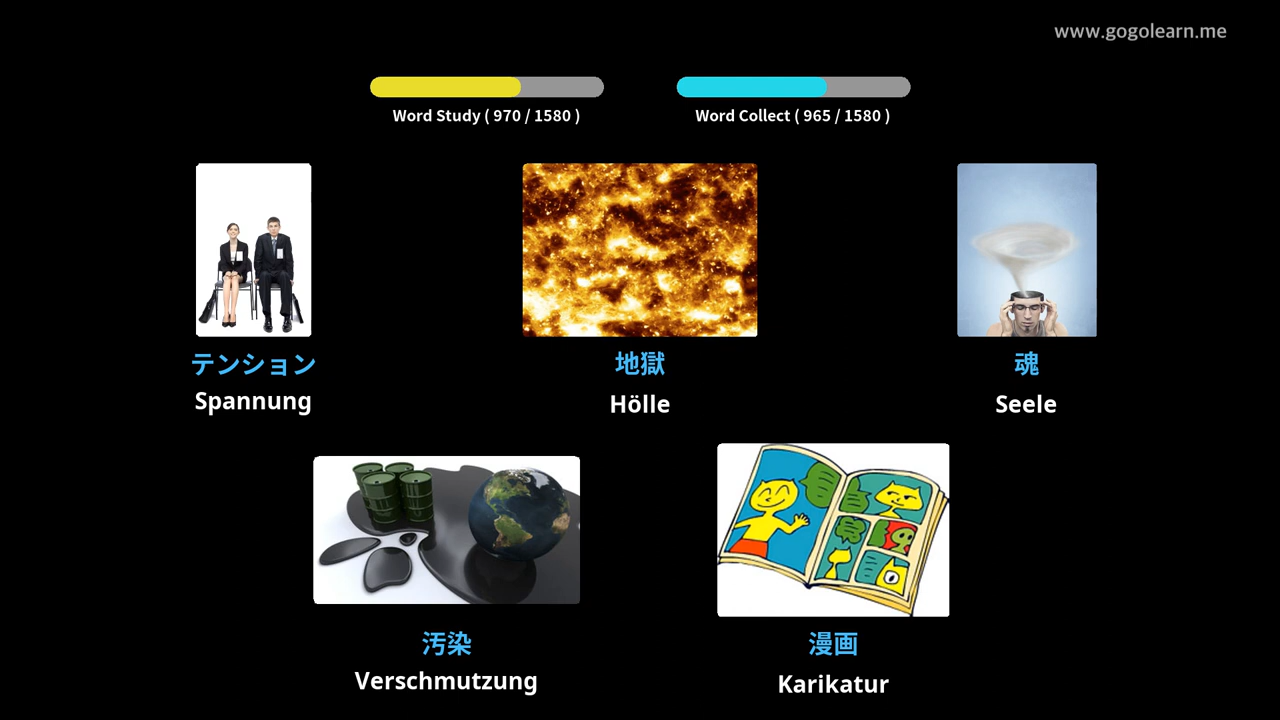 www.gogolearn.me
Word Study ( 970 / 1580 )
Word Collect ( 965 / 1580 )
テンション
Spannung
地獄
Hölle
魂
Seele
汚染
Verschmutzung
漫画
Karikatur